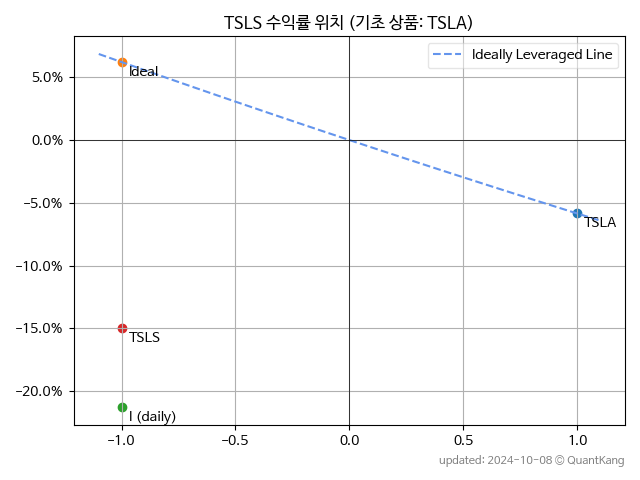 TSLS 수익률 위치 (기초 상품: TSLA)
Ideally Leveraged Line
5.0%
0.0%
−5.0%
−10.0%
−15.0%
−20.0%
Ideal
TSLA
TSLS
I (daily)
−1.0
−0.5
0.0
0.5
1.0
updated: 2024-10-08 © QuantKang